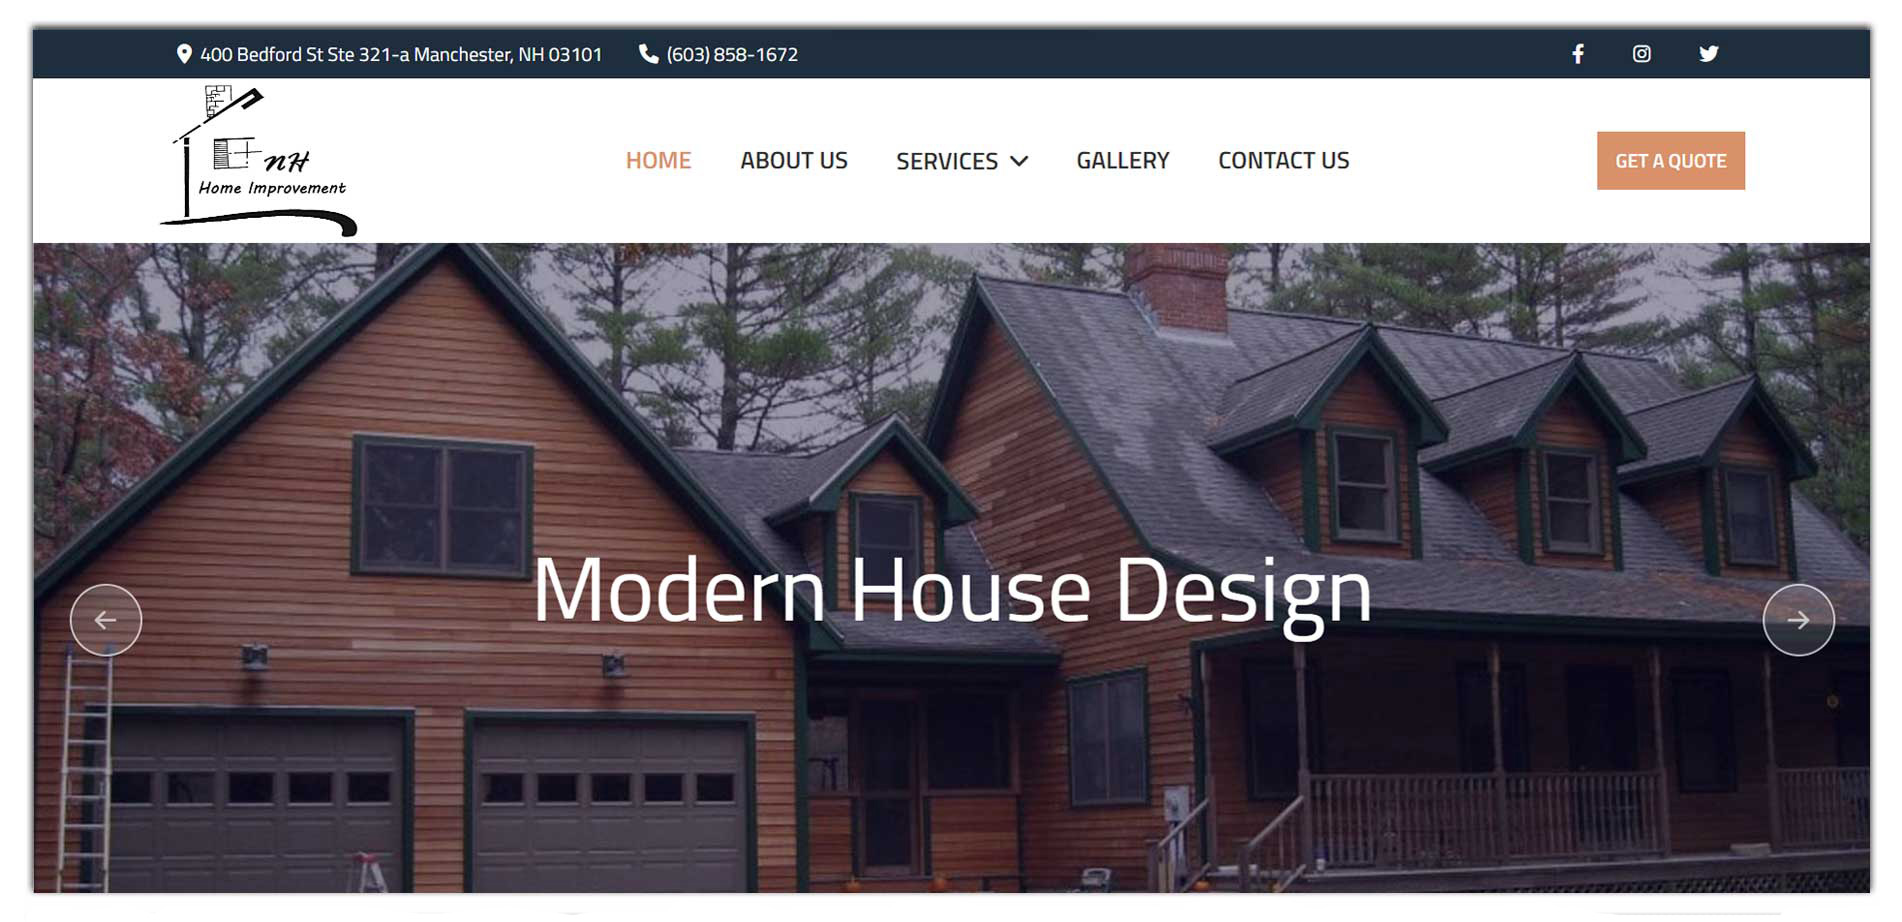 400 Bedford St Ste 321-a Manchester, NH 03101
(603) 858-1672
nH
Home Improvement
HOME
ABOUT US
SERVICES
GALLERY
CONTACT US
GET A QUOTE
Modern House Design